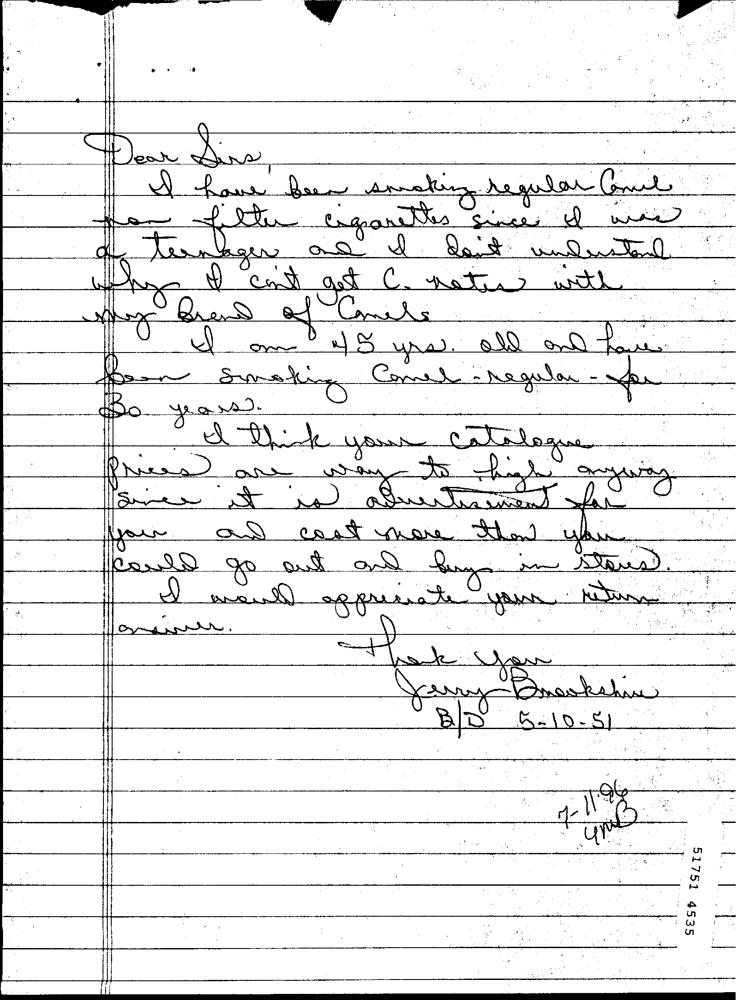 Dear Sirs,
I have been smoking regular Camel
non filter cigarettes since I was
a teenager and I don't understand
why I can't get C. notes with
my brand of Camels
I am 45 yrs. old and have
been smoking Camel - regular - for
30 years.
I think your catalogue
prices are way to high anyway
since it is advertisement for
you and cost more than you
could go out and buy in stores.
I would appreciate your return
answer.
Thank You
Jerry Brookshire
B/D 5-10-51
7-11-96
51751 4535